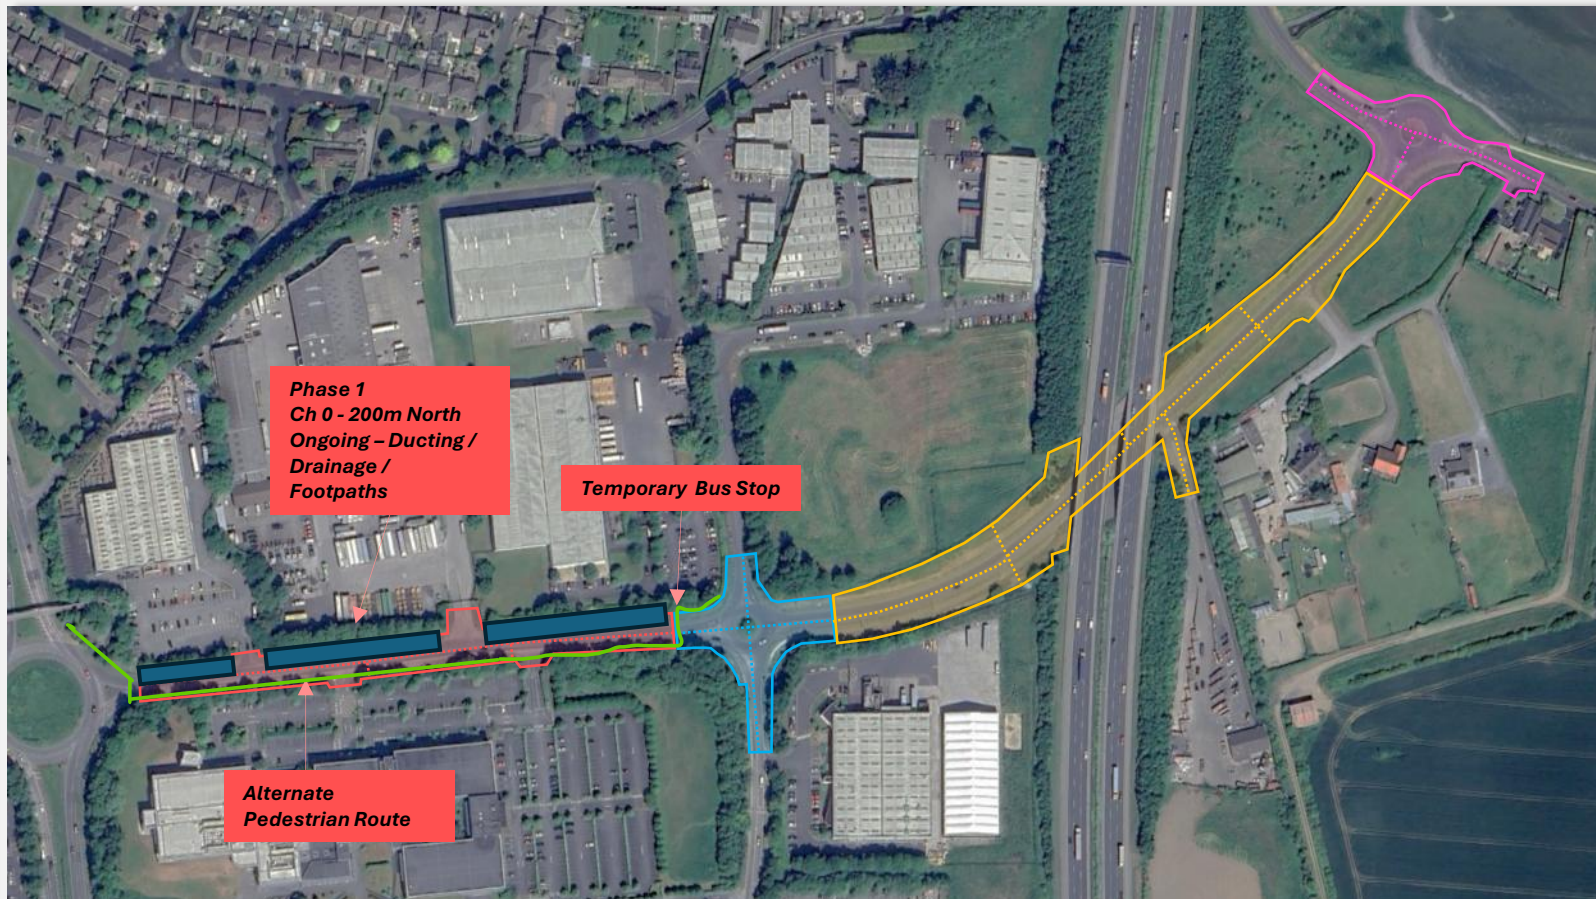 Phase 1
Ch 0 - 200m North
Ongoing – Ducting /
Drainage /
Footpaths
Temporary Bus Stop
Alternate
Pedestrian Route